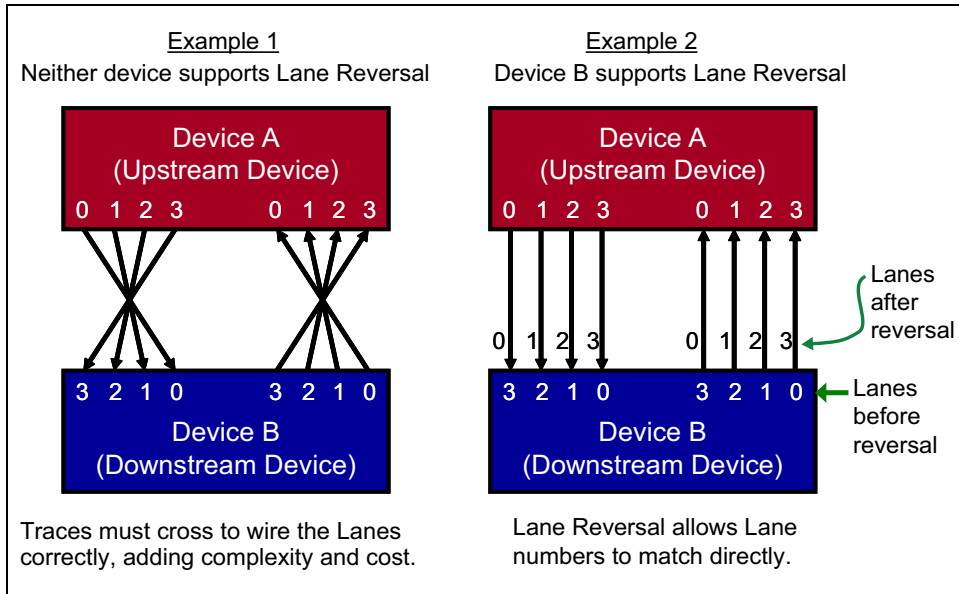 Example 1
Neither device supports Lane Reversal
Device A
(Upstream Device)
0 1 2 3 0 1 2 3
3 2 1 0 3 2 1 0
Device B
(Downstream Device)
Traces must cross to wire the Lanes
correctly, adding complexity and cost.
Example 2
Device B supports Lane Reversal
Device A
(Upstream Device)
0 1 2 3 0 1 2 3
Lanes
after
reversal
0 1 2 3 0 1 2 3
3 2 1 0 3 2 1 0
Lanes
before
reversal
Device B
(Downstream Device)
Lane Reversal allows Lane
numbers to match directly.